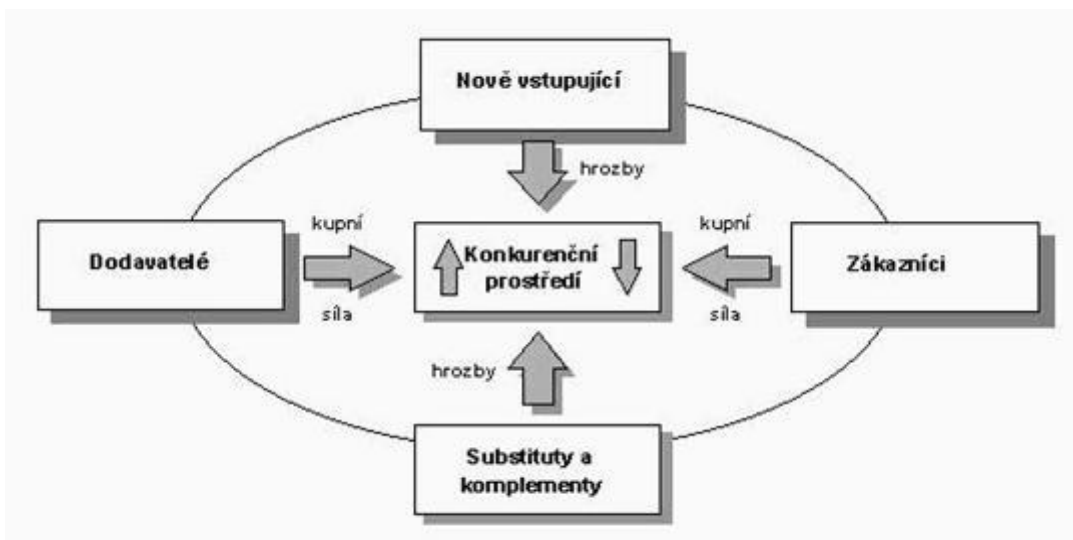 Nově vstupující
hrozby
kupní
Dodavatelé
síla
Konkurenční
prostředí
kupní
Zákazníci
síla
hrozby
Substituty a
komplementy